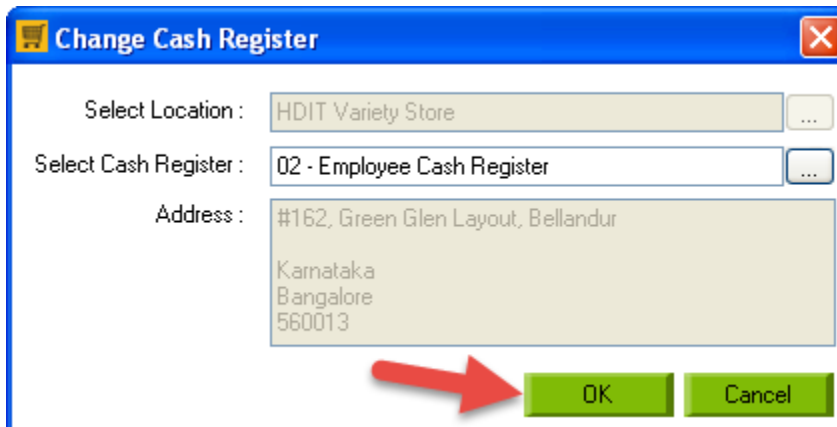 Change Cash Register
Select Location : HDIT Variety Store ...
Select Cash Register : 02 - Employee Cash Register ...
Address : #162, Green Glen Layout, Bellandur
Karnataka
Bangalore
560013
OK Cancel